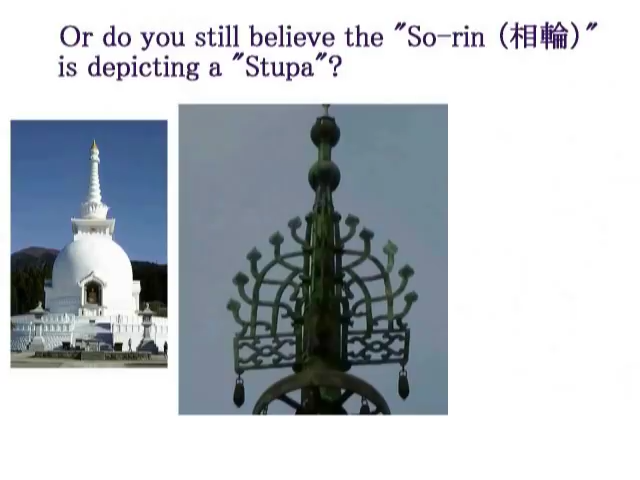 Or do you still believe the "So-rin (相輪)"
is depicting a "Stupa"?